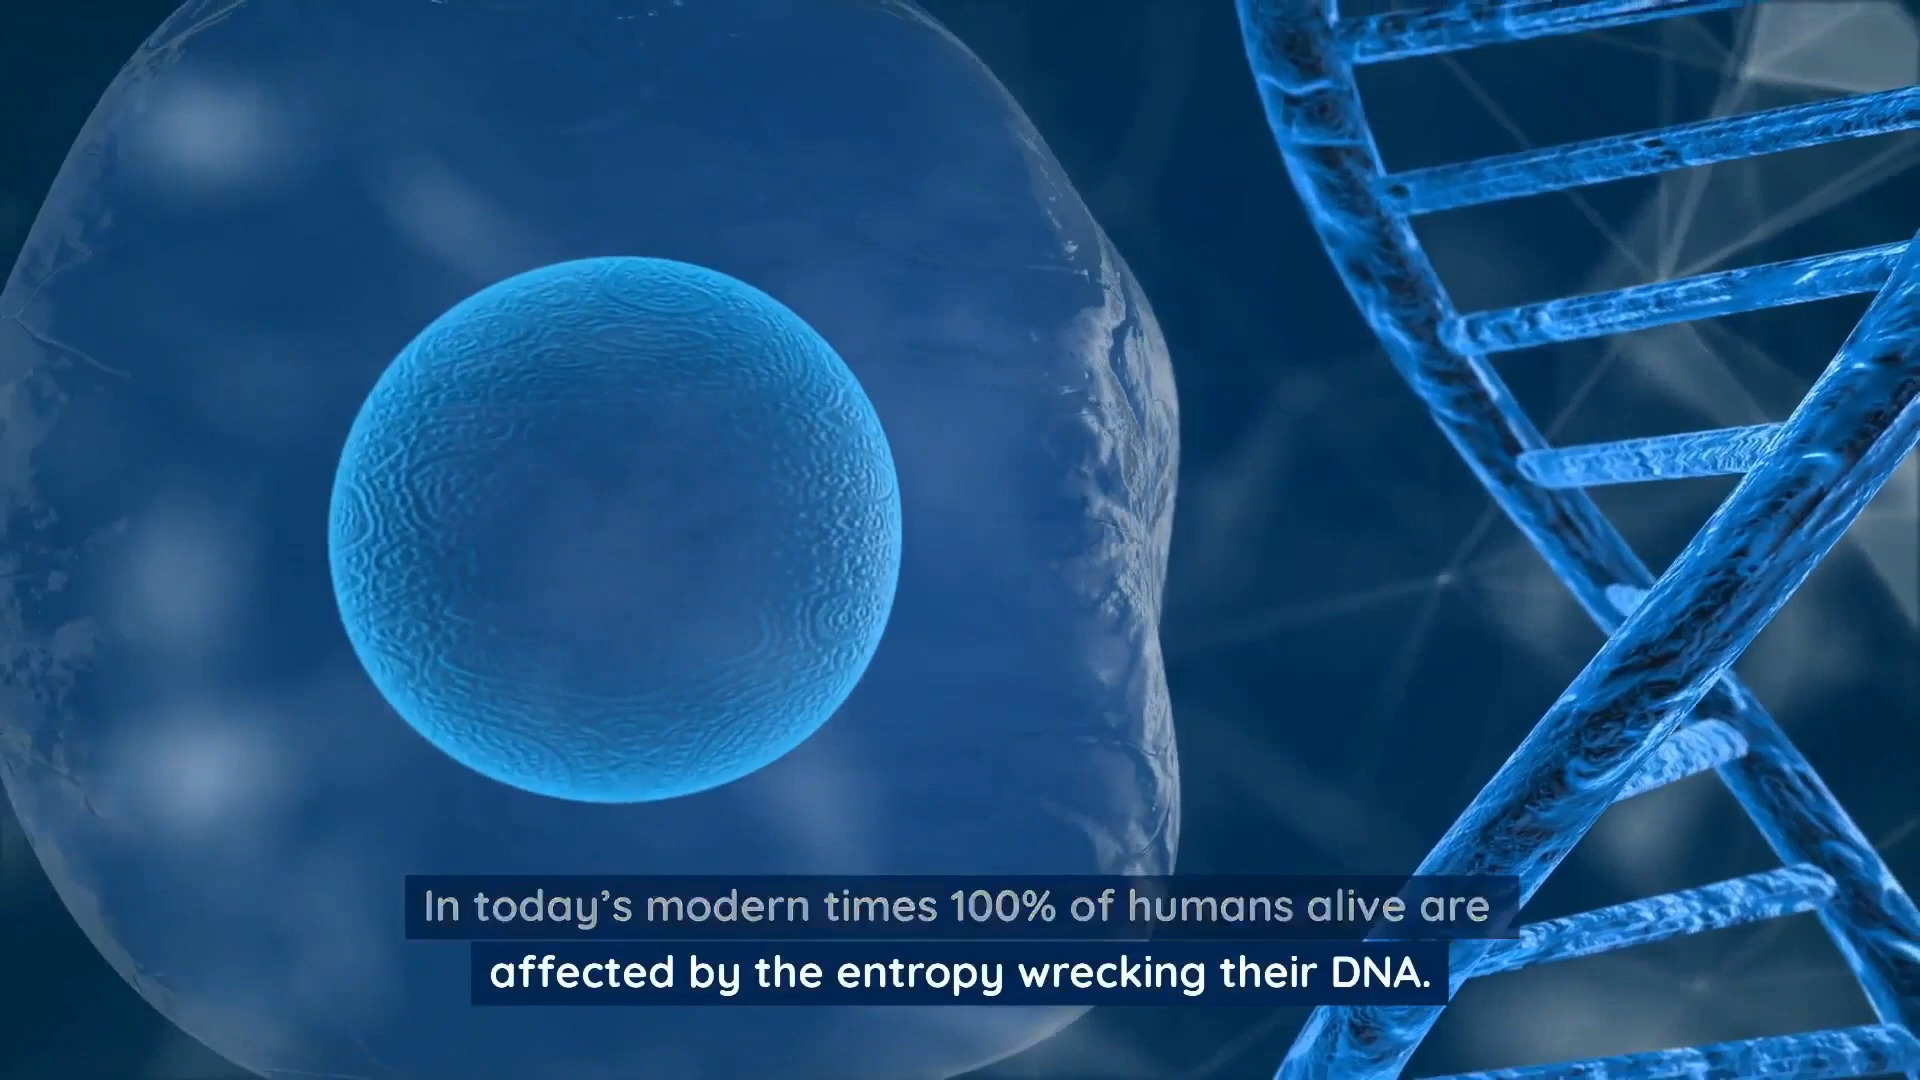 In today's modern times 100% of humans alive are
affected by the entropy wrecking their DNA.